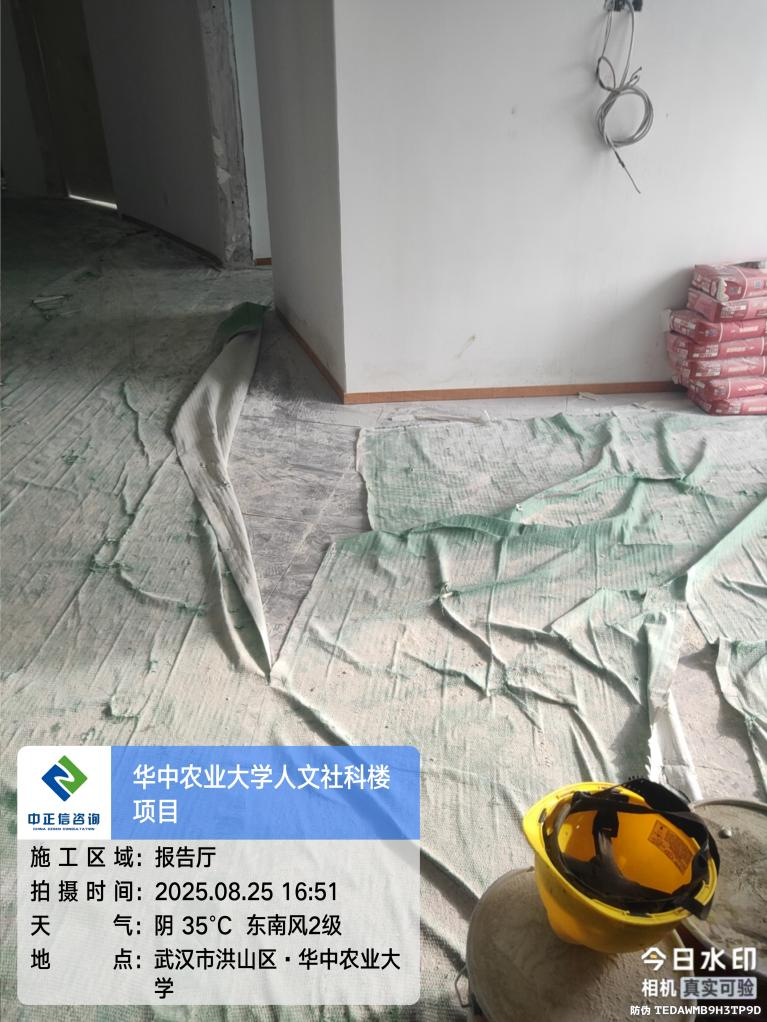 中正信咨询
CHINA ZENXIN CONSULTATION
华中农业大学人文社科楼
项目
施工区域：报告厅
拍摄时间：2025.08.25 16:51
天气：阴 35℃ 东南风2级
地点：武汉市洪山区·华中农业大
学
今日水印
相机 真实可验
防伪 TEDAWMB9H3TP9D